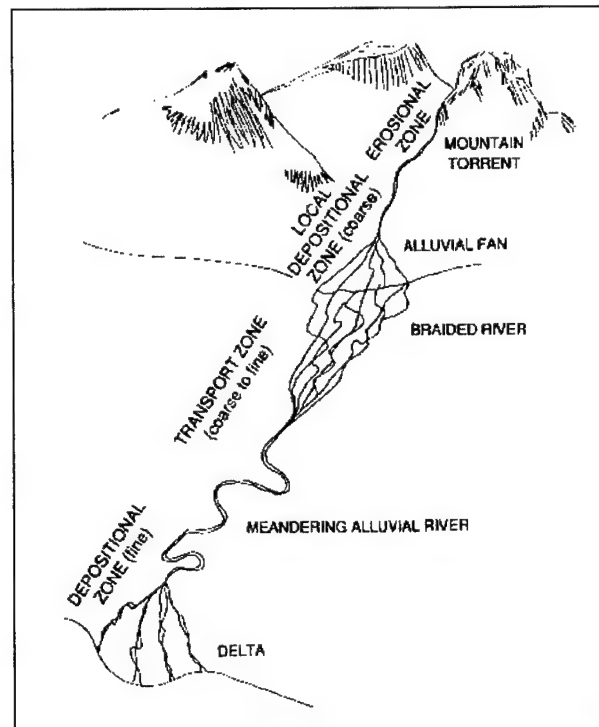 EROSIONAL
ZONE
MOUNTAIN
TORRENT
LOCAL
DEPOSITIONAL
ZONE (coarse)
ALLUVIAL FAN
BRAIDED RIVER
TRANSPORT ZONE
(coarse to fine)
MEANDERING ALLUVIAL RIVER
DEPOSITIONAL
ZONE (fine)
DELTA